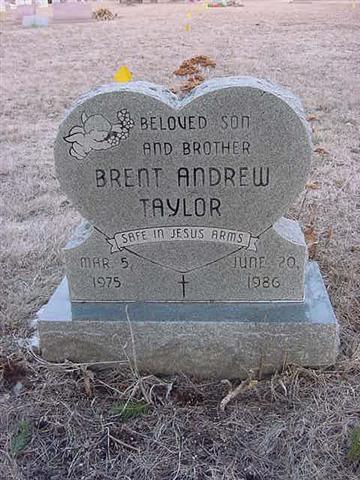 BELOVED SON
AND BROTHER
BRENT ANDREW
TAYLOR
SAFE IN JESUS ARMS
MAR. 5, JUNE 20,
1975 1986